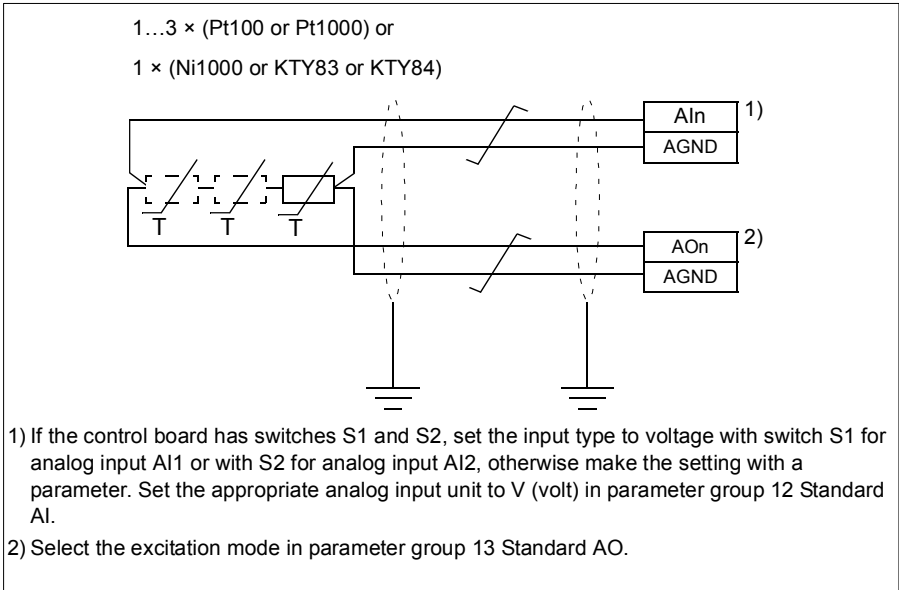 1…3 × (Pt100 or Pt1000) or
1 × (Ni1000 or KTY83 or KTY84)
AIn 1)
AGND
T T T
AOn 2)
AGND
1) If the control board has switches S1 and S2, set the input type to voltage with switch S1 for
analog input AI1 or with S2 for analog input AI2, otherwise make the setting with a
parameter. Set the appropriate analog input unit to V (volt) in parameter group 12 Standard
AI.
2) Select the excitation mode in parameter group 13 Standard AO.